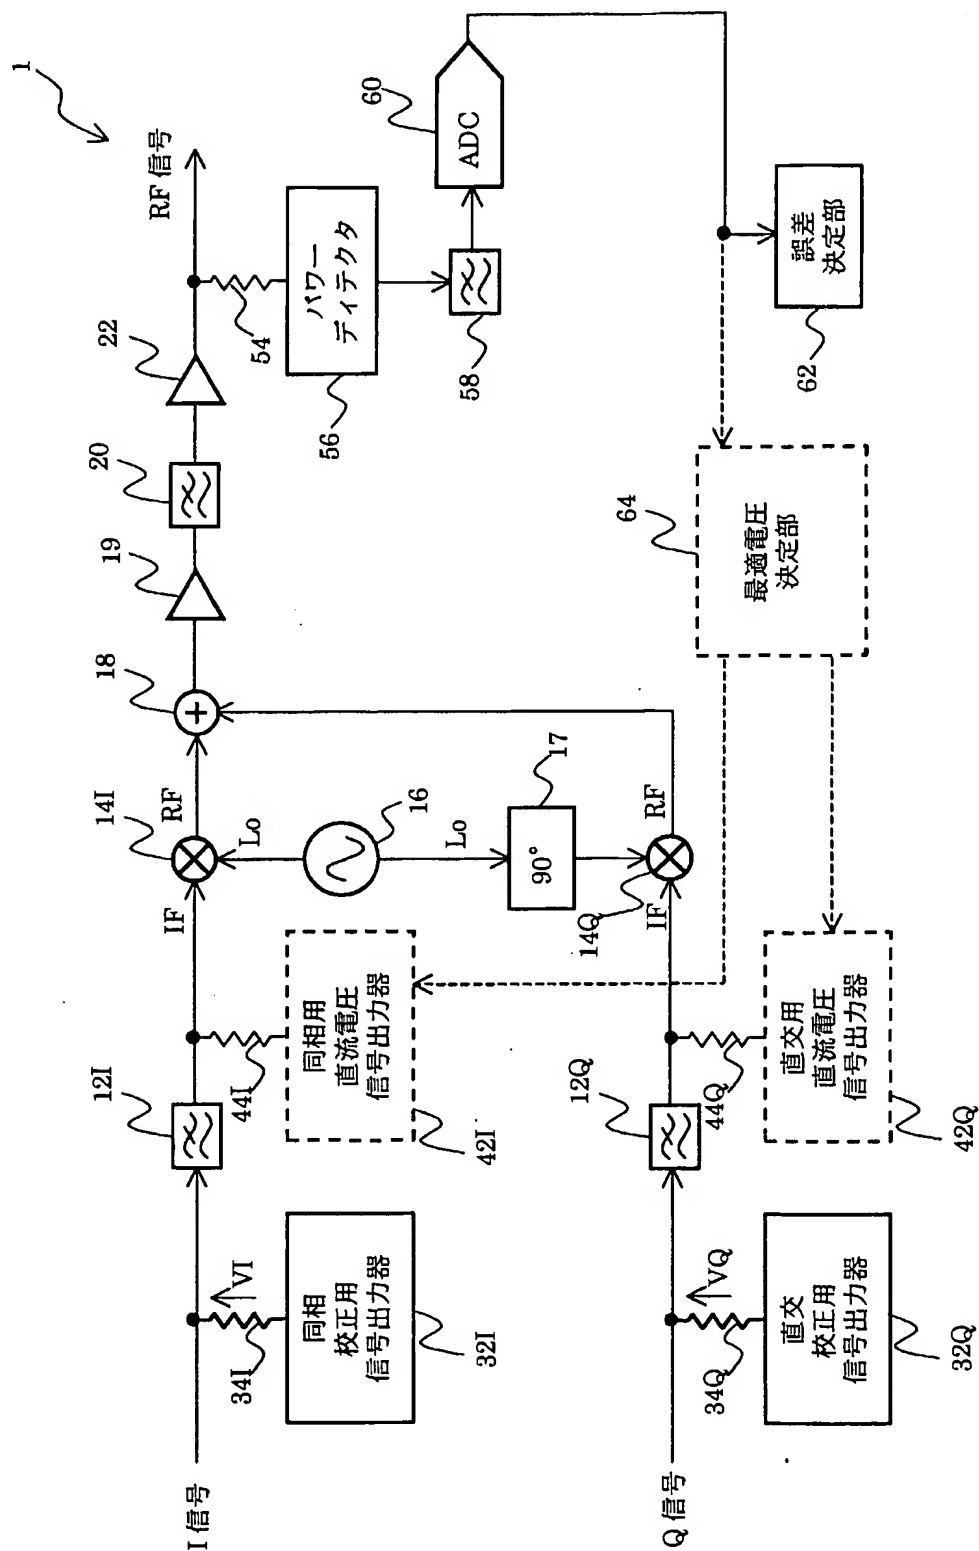 1
RF 信号
22
20
19
18
14I
RF
Lo
IF
16
Lo
17
90°
14Q
RF
IF
54
パワー
ディテクタ
56
58
60
ADC
誤差
決定部
62
64
最適電圧
決定部
12I
44I
同相用
直流電圧
信号出力器
42I
12Q
44Q
直交用
直流電圧
信号出力器
42Q
I 信号
VI
34I
同相
校正用
信号出力器
32I
Q 信号
VQ
34Q
直交
校正用
信号出力器
32Q